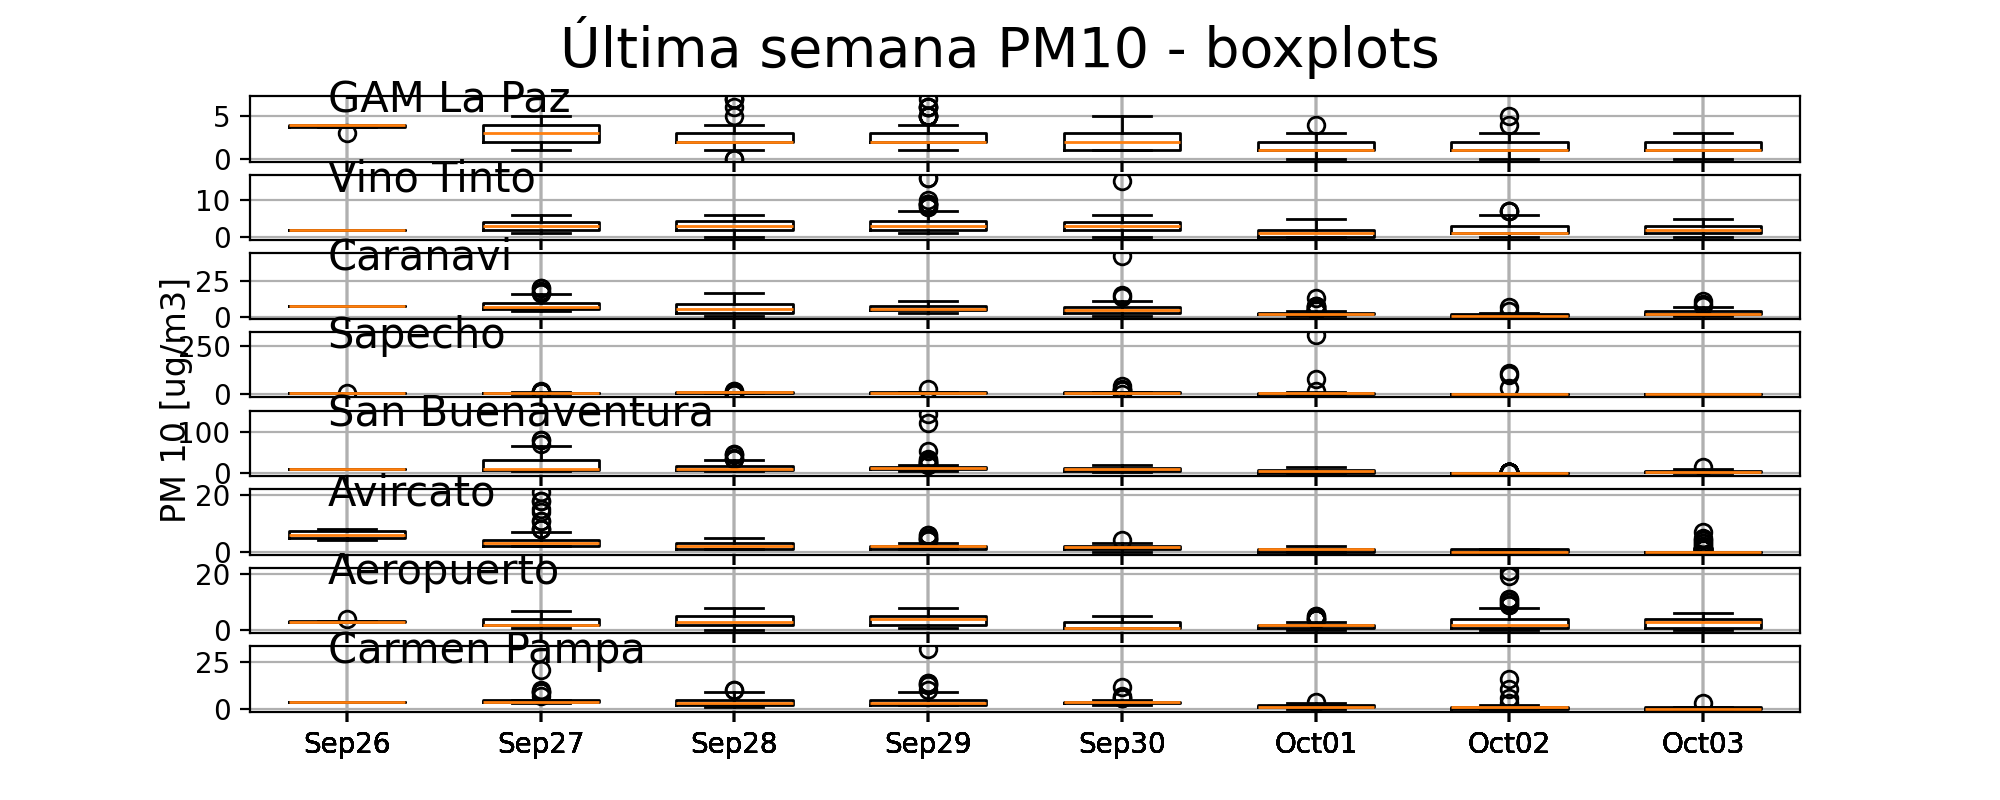 Última semana PM10 - boxplots
PM 10 [ug/m3]
GAM La Paz
5
0
Vino Tinto
10
0
Caranavi
25
0
Sapecho
250
0
San Buenaventura
100
0
Avircato
20
0
Aeropuerto
20
0
Carmen Pampa
25
0
Sep26 Sep27 Sep28 Sep29 Sep30 Oct01 Oct02 Oct03